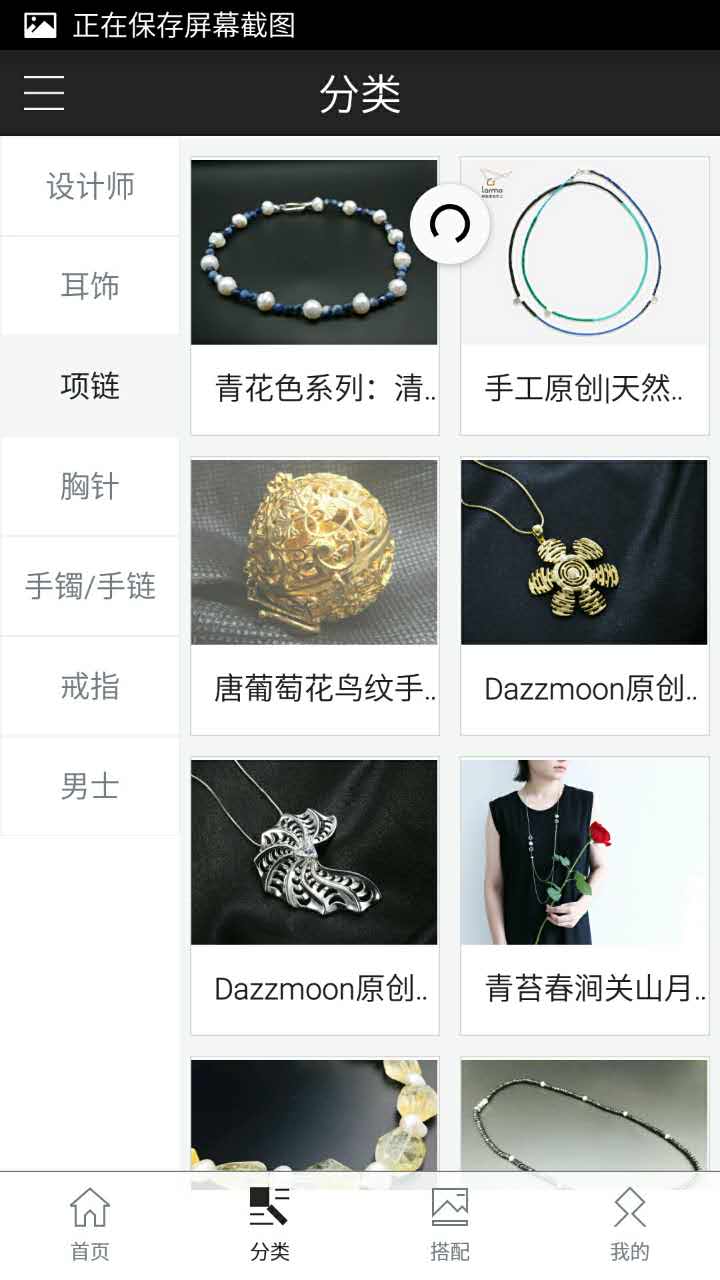 正在保存屏幕截图
分类
设计师
耳饰
项链
胸针
手镯/手链
戒指
男士
Larmo
青花色系列：清..
手工原创|天然..
唐葡萄花鸟纹手..
Dazzmoon原创..
Dazzmoon原创..
青苔春涧关山月..
首页
分类
搭配
我的